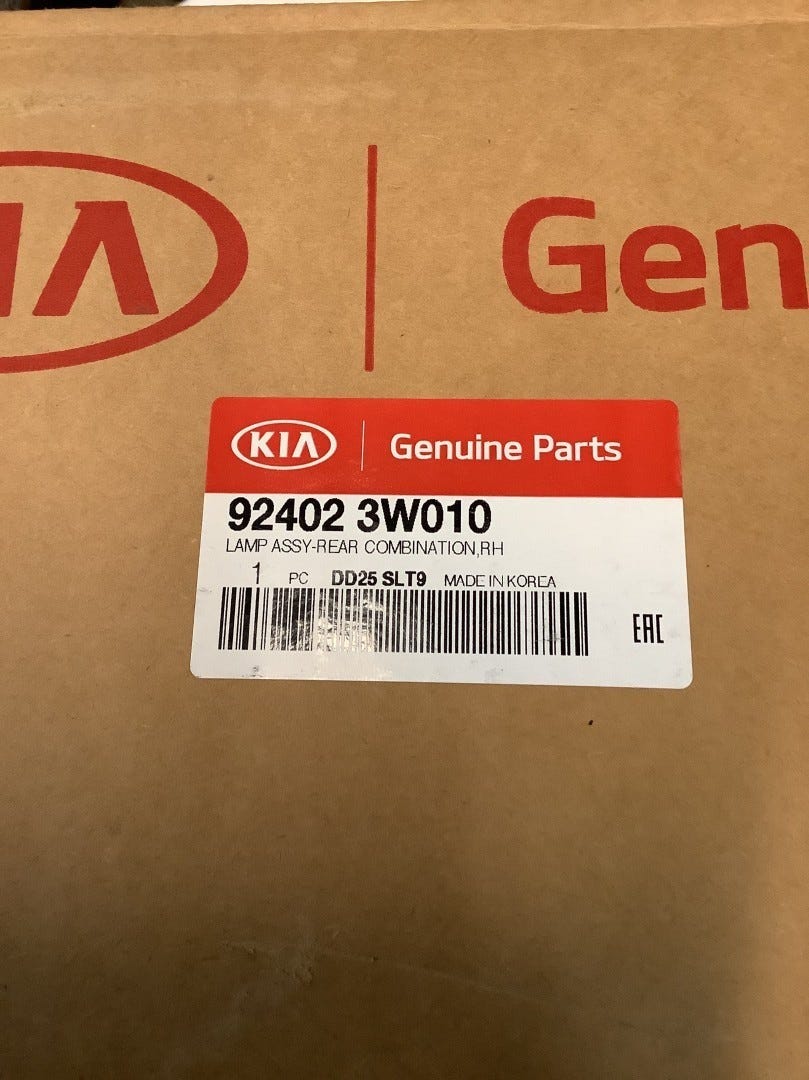 KIA Gen
KIA Genuine Parts
92402 3W010
LAMP ASSY-REAR COMBINATION,RH
1 PC DD25 SLT9 MADE IN KOREA
EAC